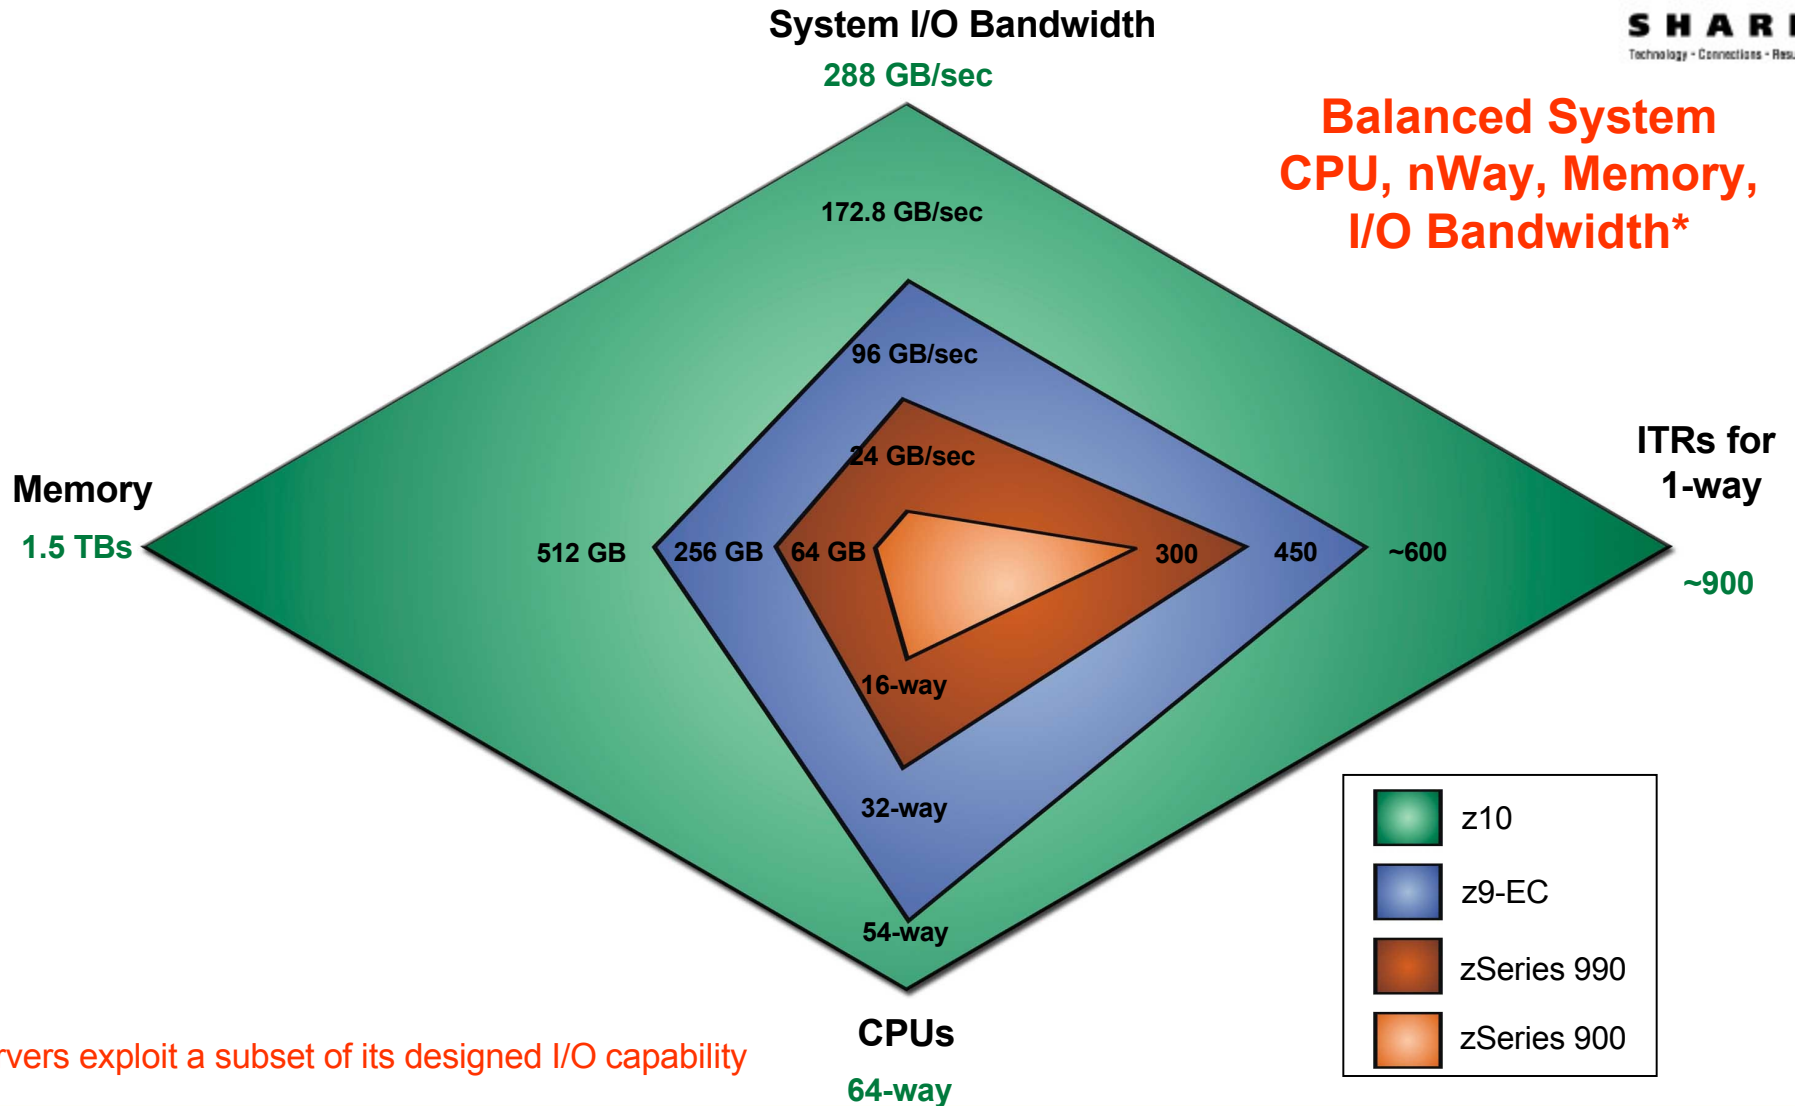 System I/O Bandwidth
288 GB/sec
S H A R
Technology - Connections -
Balanced System
CPU, nWay, Memory,
I/O Bandwidth*
172.8 GB/sec
96 GB/sec
24 GB/sec
ITRs for
1-way
~900
Memory
1.5 TBs
512 GB
256 GB
64 GB
300
450
~600
16-way
32-way
54-way
CPUs
64-way
z10
z9-EC
zSeries 990
zSeries 900
exploit a subset of its designed I/O capability